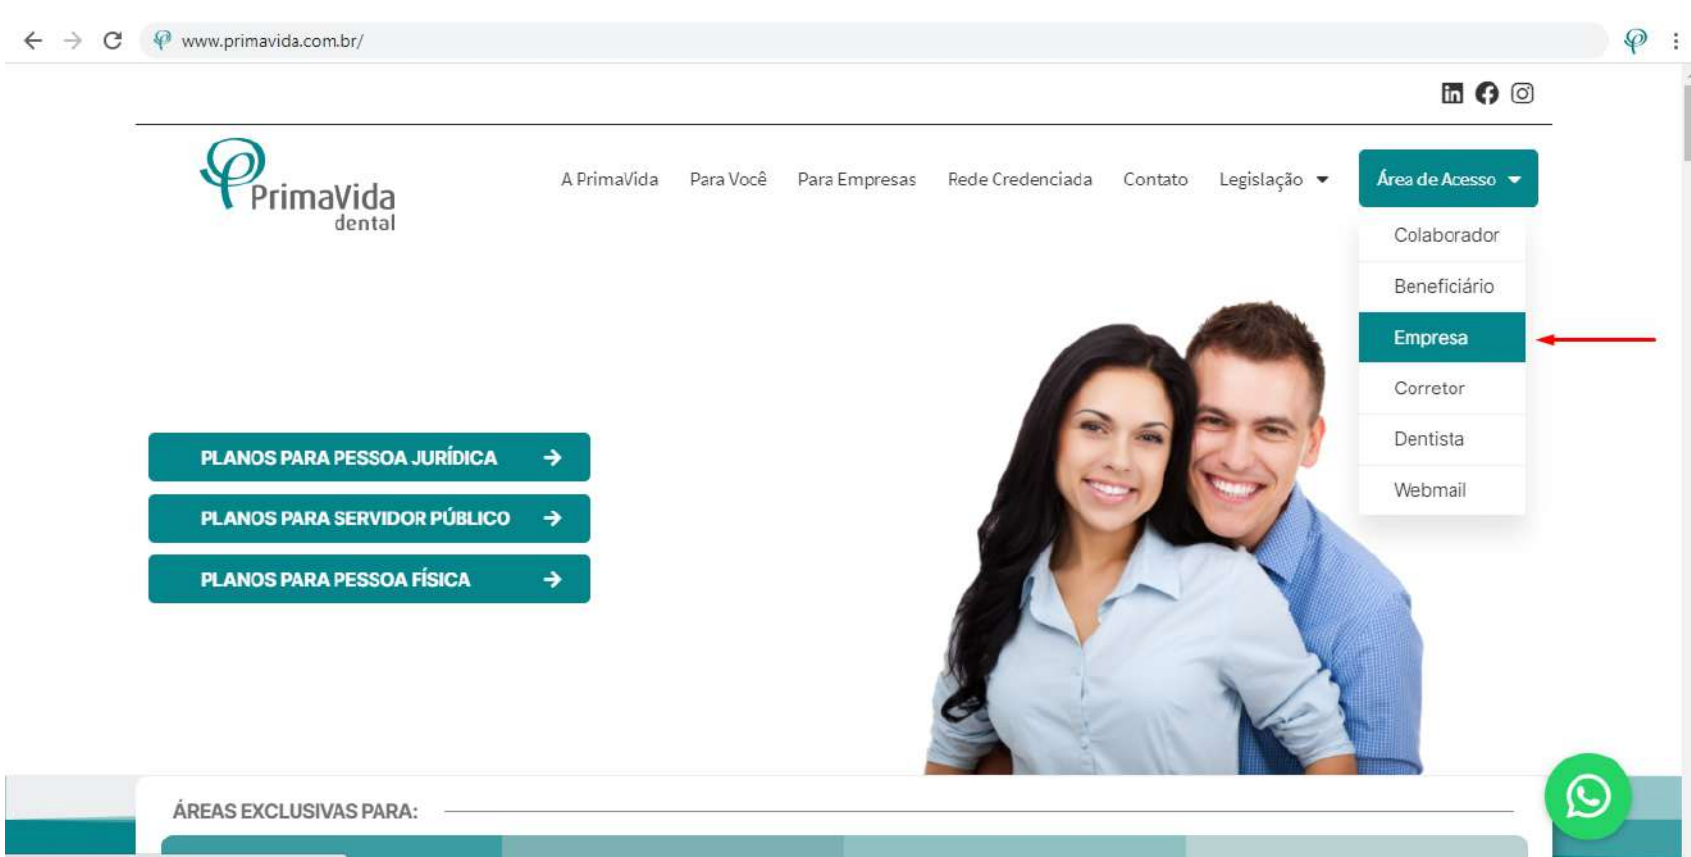 www.primavida.com.br/
PrimaVida
dental
A PrimaVida Para Você Para Empresas Rede Credenciada Contato Legislação Área de Acesso
Colaborador
Beneficiário
Empresa
Corretor
Dentista
Webmail
PLANOS PARA PESSOA JURÍDICA
PLANOS PARA SERVIDOR PÚBLICO
PLANOS PARA PESSOA FÍSICA
ÁREAS EXCLUSIVAS PARA: